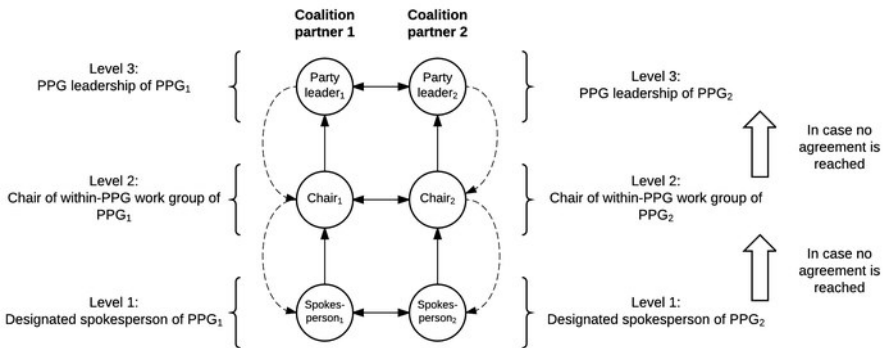 Coalition partner 1
Coalition partner 2
Level 3:
PPG leadership of PPG₁
Party leader₁
Party leader₂
Level 3:
PPG leadership of PPG₂
In case no
agreement is
reached
Level 2:
Chair of within-PPG work group of
PPG₁
Chair₁
Chair₂
Level 2:
Chair of within-PPG work group of
PPG₂
In case no
agreement is
reached
Level 1:
Designated spokesperson of PPG₁
Spokes-
person₁
Spokes-
person₂
Level 1:
Designated spokesperson of PPG₂